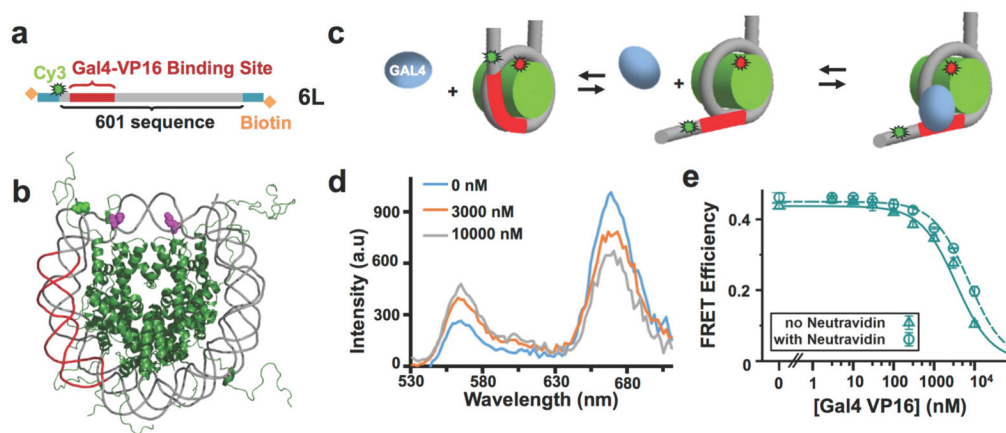 a
Cy3
Gal4-VP16 Binding Site
6L
601 sequence
Biotin
b
c
GAL4
+
+
d
0 nM
3000 nM
10000 nM
900
600
300
0
Intensity (a.u)
530 580 630 680
Wavelength (nm)
e
0.4
0.2
0.0
FRET Efficiency
no Neutravidin
with Neutravidin
0 1 10 100 1000 10⁴
[Gal4 VP16] (nM)